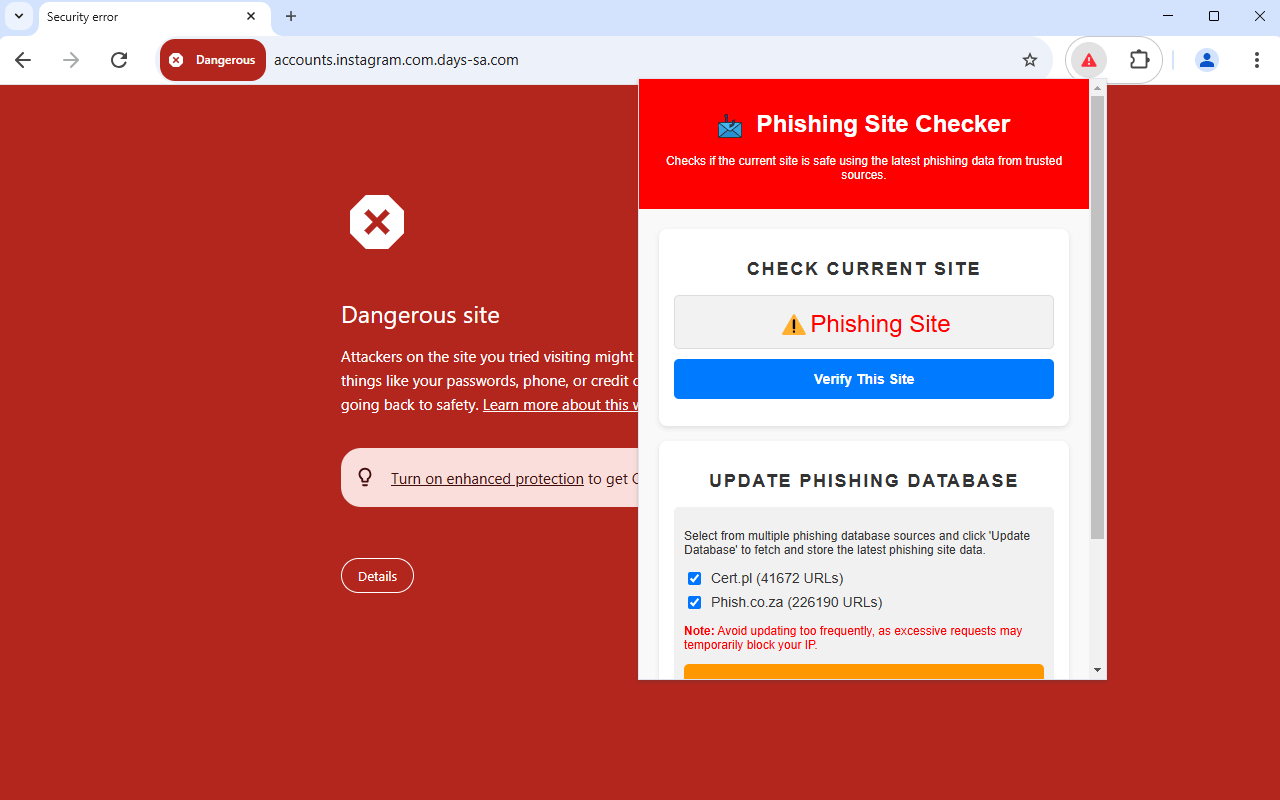 Security error
Dangerous
accounts.instagram.com.days-sa.com
Dangerous site
Attackers on the site you tried visiting might
things like your passwords, phone, or credit
going back to safety. Learn more about this
Turn on enhanced protection to get
Details
Phishing Site Checker
Checks if the current site is safe using the latest phishing data from trusted
sources.
CHECK CURRENT SITE
Phishing Site
Verify This Site
UPDATE PHISHING DATABASE
Select from multiple phishing database sources and click 'Update
Database' to fetch and store the latest phishing site data.
Cert.pl (41672 URLs)
Phish.co.za (226190 URLs)
Note: Avoid updating too frequently, as excessive requests may
temporarily block your IP.